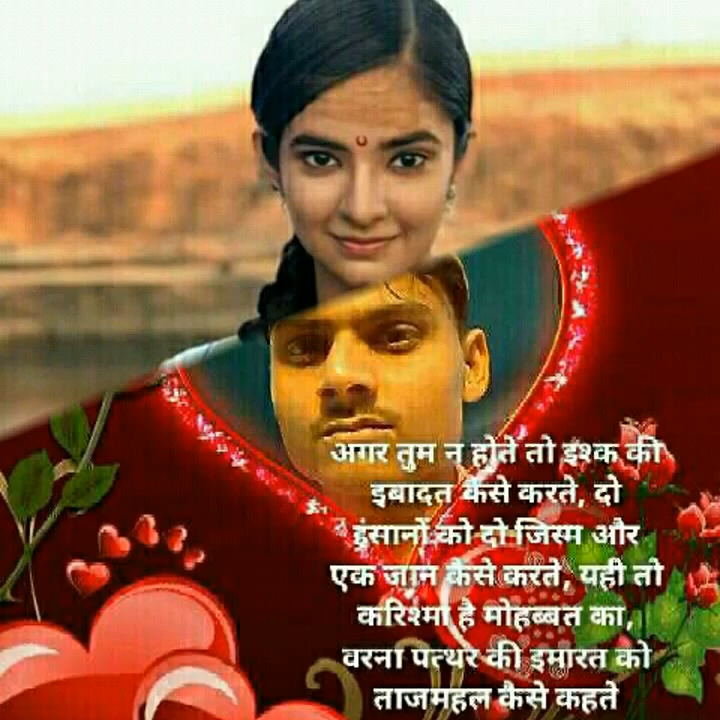 अगर तुम न होते तो इश्क की
इबादत कैसे करते, दो
इंसानों को दो जिस्म और
एक जान कैसे करते, यही तो
करिश्मा है मोहब्बत का,
वरना पत्थर की इमारत को
ताजमहल कैसे कहते